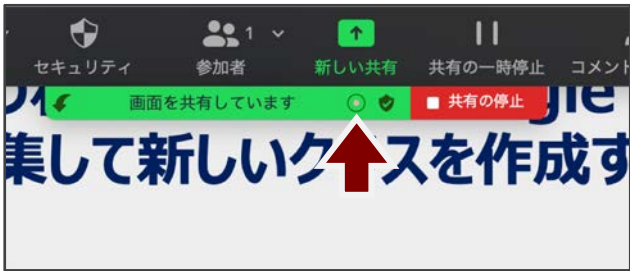 セキュリティ 参加者 1 新しい共有 共有の一時停止 コメント
画面を共有しています 共有の停止 gle
集して新しいクラスを作成す